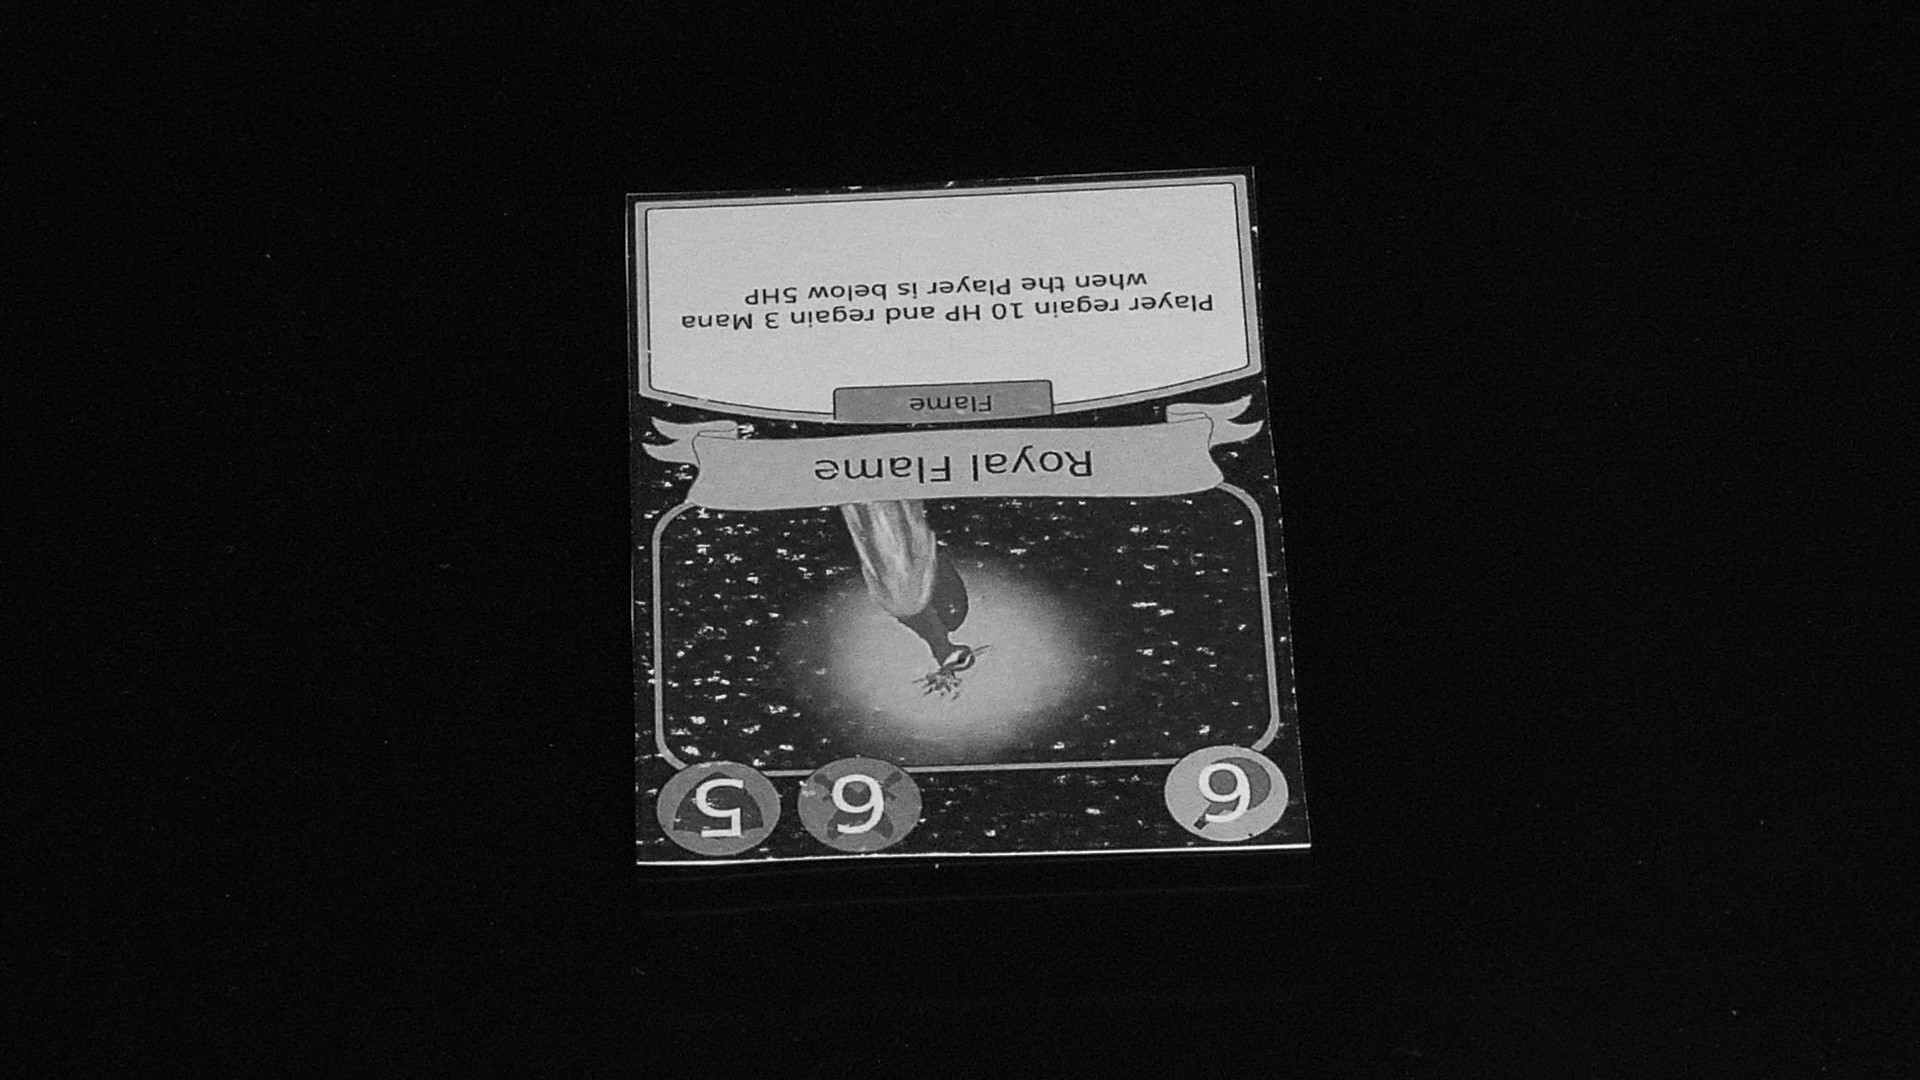 6 6 5
Royal Flame
Flame
Player regain 10 HP and regain 3 Mana
when the Player is below 5HP